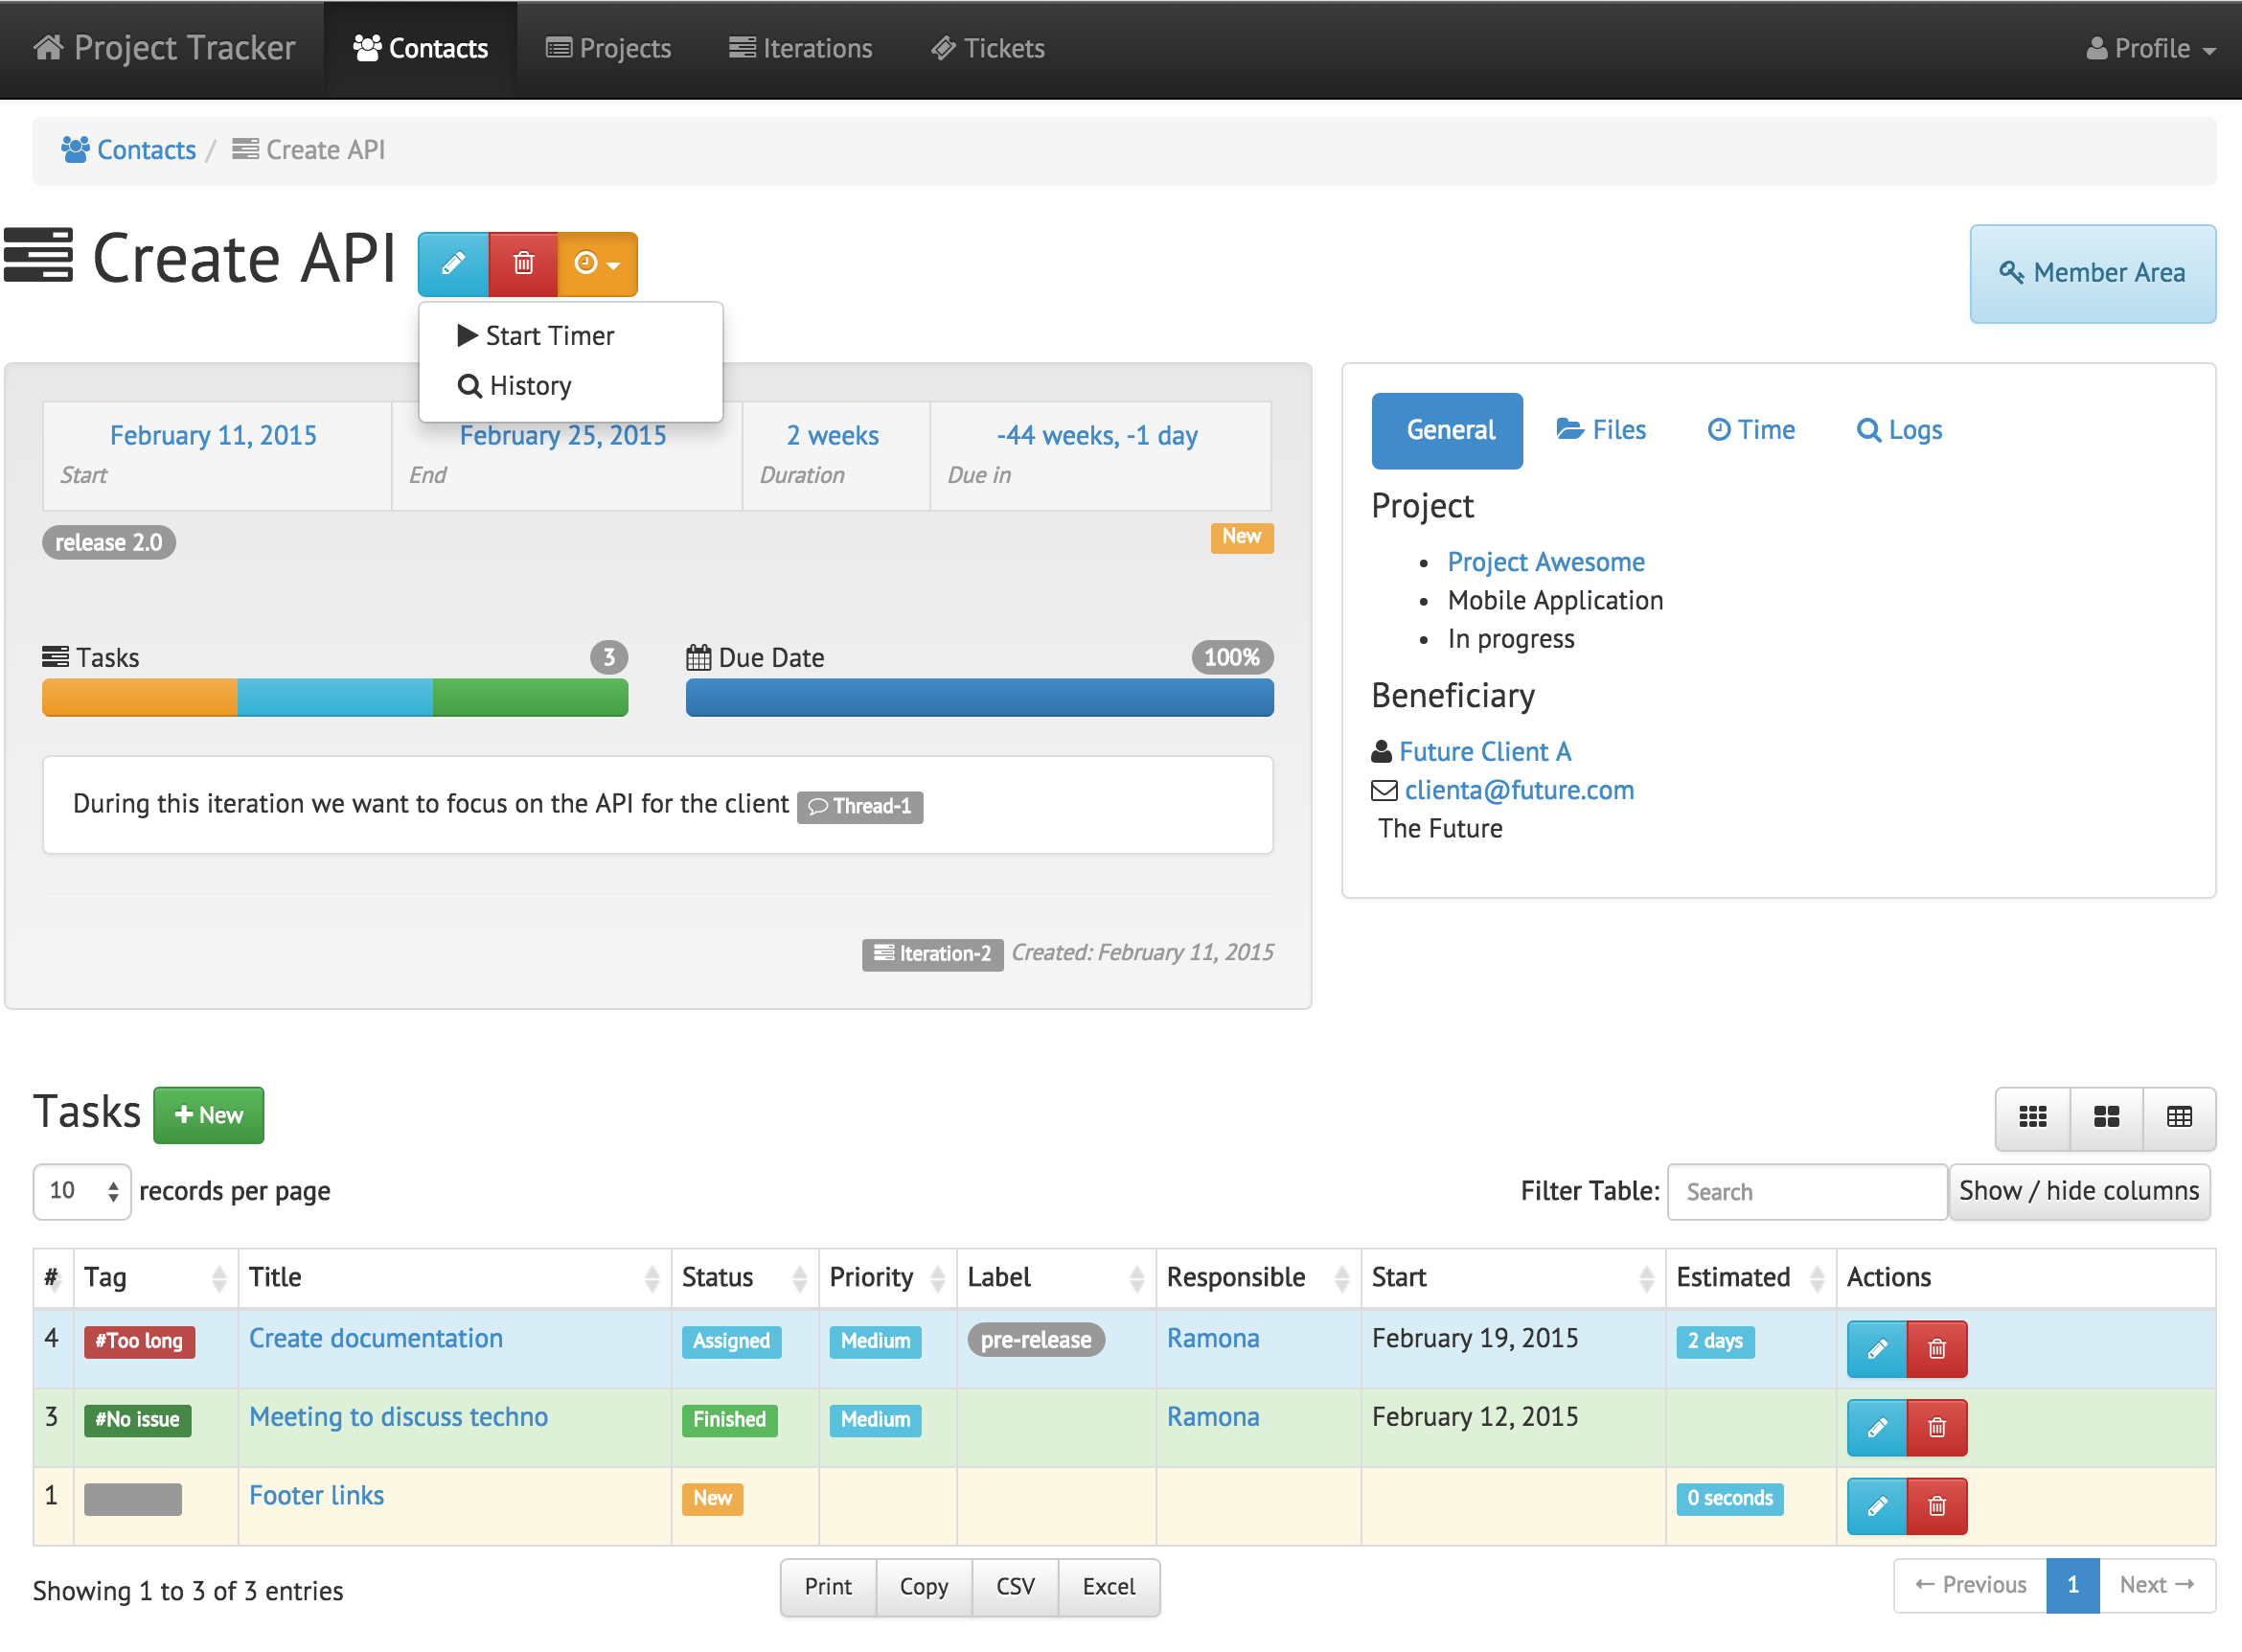 Project Tracker Contacts Projects Iterations Tickets Profile
Contacts / Create API
Create API
Member Area
Start Timer
History
February 11, 2015 February 25, 2015 2 weeks -44 weeks, -1 day
Start End Duration Due in
release 2.0 New
Tasks 3 Due Date 100%
During this iteration we want to focus on the API for the client Thread-1
Iteration-2 Created: February 11, 2015
General Files Time Logs
Project
• Project Awesome
• Mobile Application
• In progress
Beneficiary
Future Client A
clienta@future.com
The Future
Tasks + New
10 records per page Filter Table: Search Show / hide columns
# Tag Title Status Priority Label Responsible Start Estimated Actions
4 #Too long Create documentation Assigned Medium pre-release Ramona February 19, 2015 2 days
3 #No issue Meeting to discuss techno Finished Medium Ramona February 12, 2015
1 Footer links New 0 seconds
Showing 1 to 3 of 3 entries Print Copy CSV Excel ← Previous 1 Next →